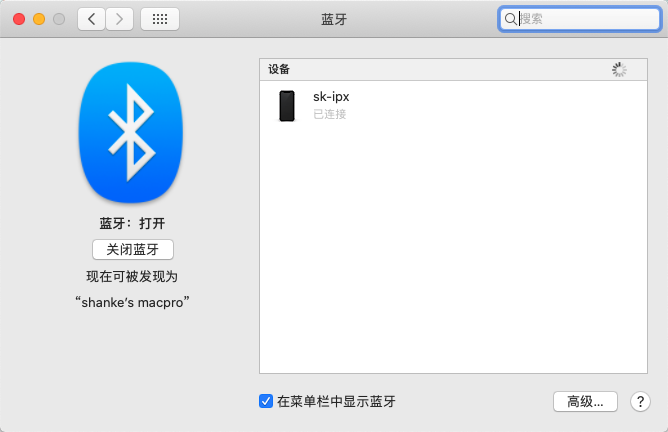 蓝牙
搜索
设备
sk-ipx
已连接
蓝牙：打开
关闭蓝牙
现在可被发现为
“shanke’s macpro”
在菜单栏中显示蓝牙
高级...
?